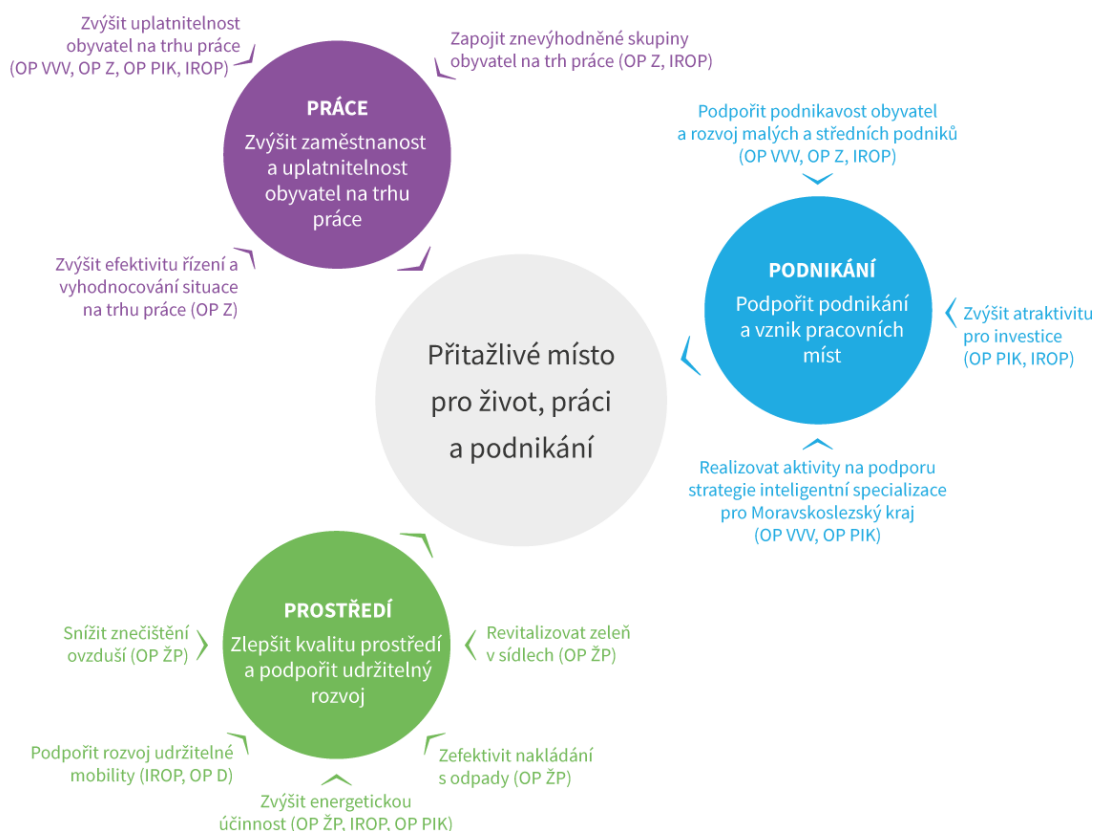 Zvýšit uplatnitelnost
obyvatel na trhu práce
(OP VVV, OP Z, OP PIK, IROP)
Zapojit znevýhodněné skupiny
obyvatel na trh práce (OP Z, IROP)
PRÁCE
Zvýšit zaměstnanost
a uplatnitelnost
obyvatel na trhu
práce
Zvýšit efektivitu řízení a
vyhodnocování situace
na trhu práce (OP Z)
Podpořit podnikavost obyvatel
a rozvoj malých a středních podniků
(OP VVV, OP Z, IROP)
PODNIKÁNÍ
Podpořit podnikání
a vznik pracovních
míst
Zvýšit atraktivitu
pro investice
(OP PIK, IROP)
Realizovat aktivity na podporu
strategie inteligentní specializace
pro Moravskoslezský kraj
(OP VVV, OP PIK)
Přitažlivé místo
pro život, práci
a podnikání
PROSTŘEDÍ
Zlepšit kvalitu prostředí
a podpořit udržitelný
rozvoj
Snížit znečištění
ovzduší (OP ŽP)
Revitalizovat zeleň
v sídlech (OP ŽP)
Podpořit rozvoj udržitelné
mobility (IROP, OP D)
Zefektivit nakládání
s odpady (OP ŽP)
Zvýšit energetickou
účinnost (OP ŽP, IROP, OP PIK)